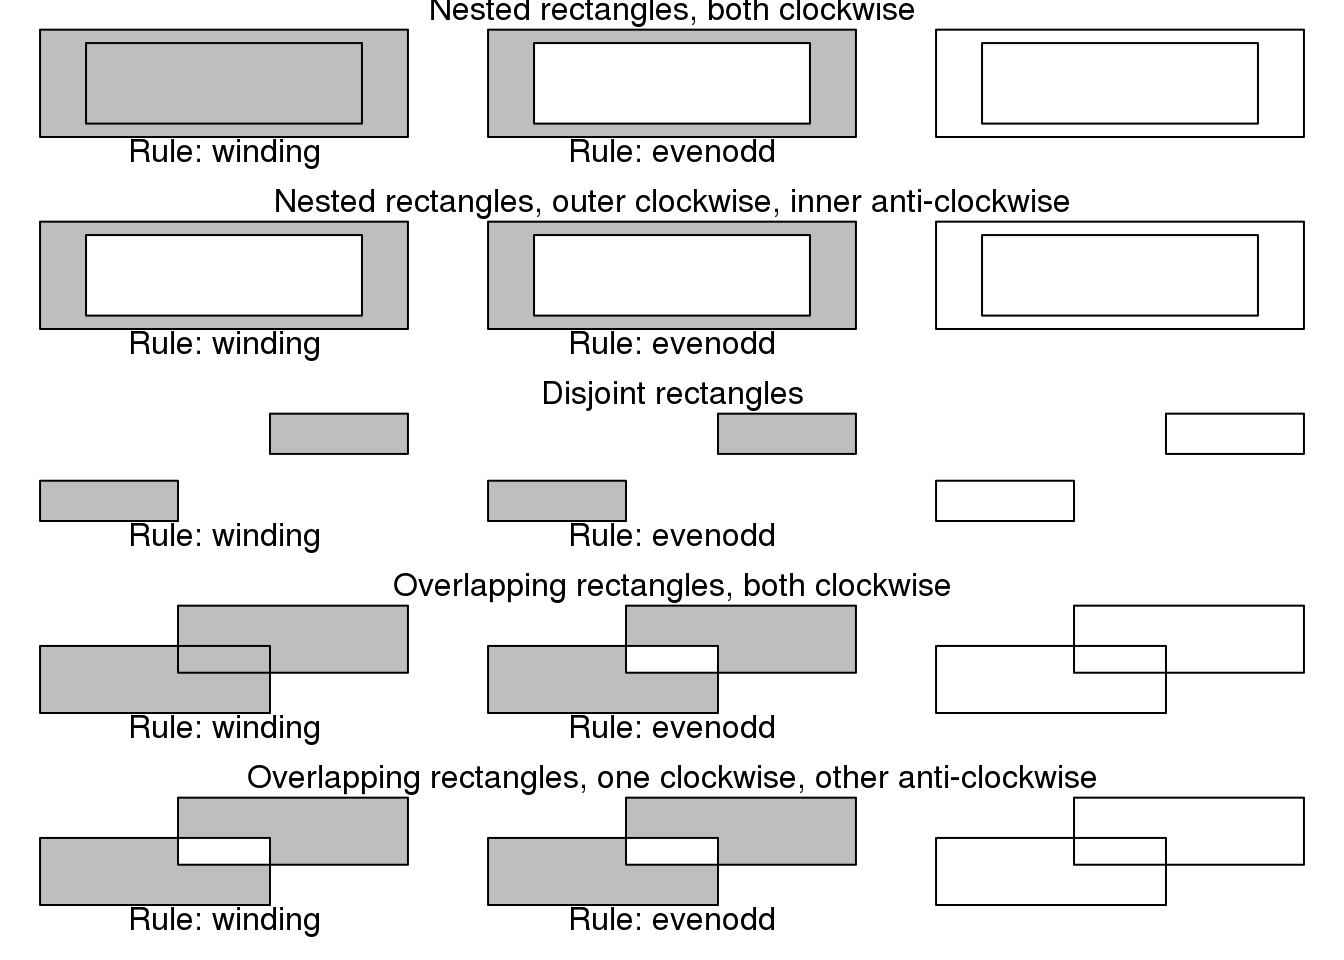 Nested rectangles, both clockwise
Rule: winding
Rule: evenodd
Nested rectangles, outer clockwise, inner anti-clockwise
Rule: winding
Rule: evenodd
Disjoint rectangles
Rule: winding
Rule: evenodd
Overlapping rectangles, both clockwise
Rule: winding
Rule: evenodd
Overlapping rectangles, one clockwise, other anti-clockwise
Rule: winding
Rule: evenodd